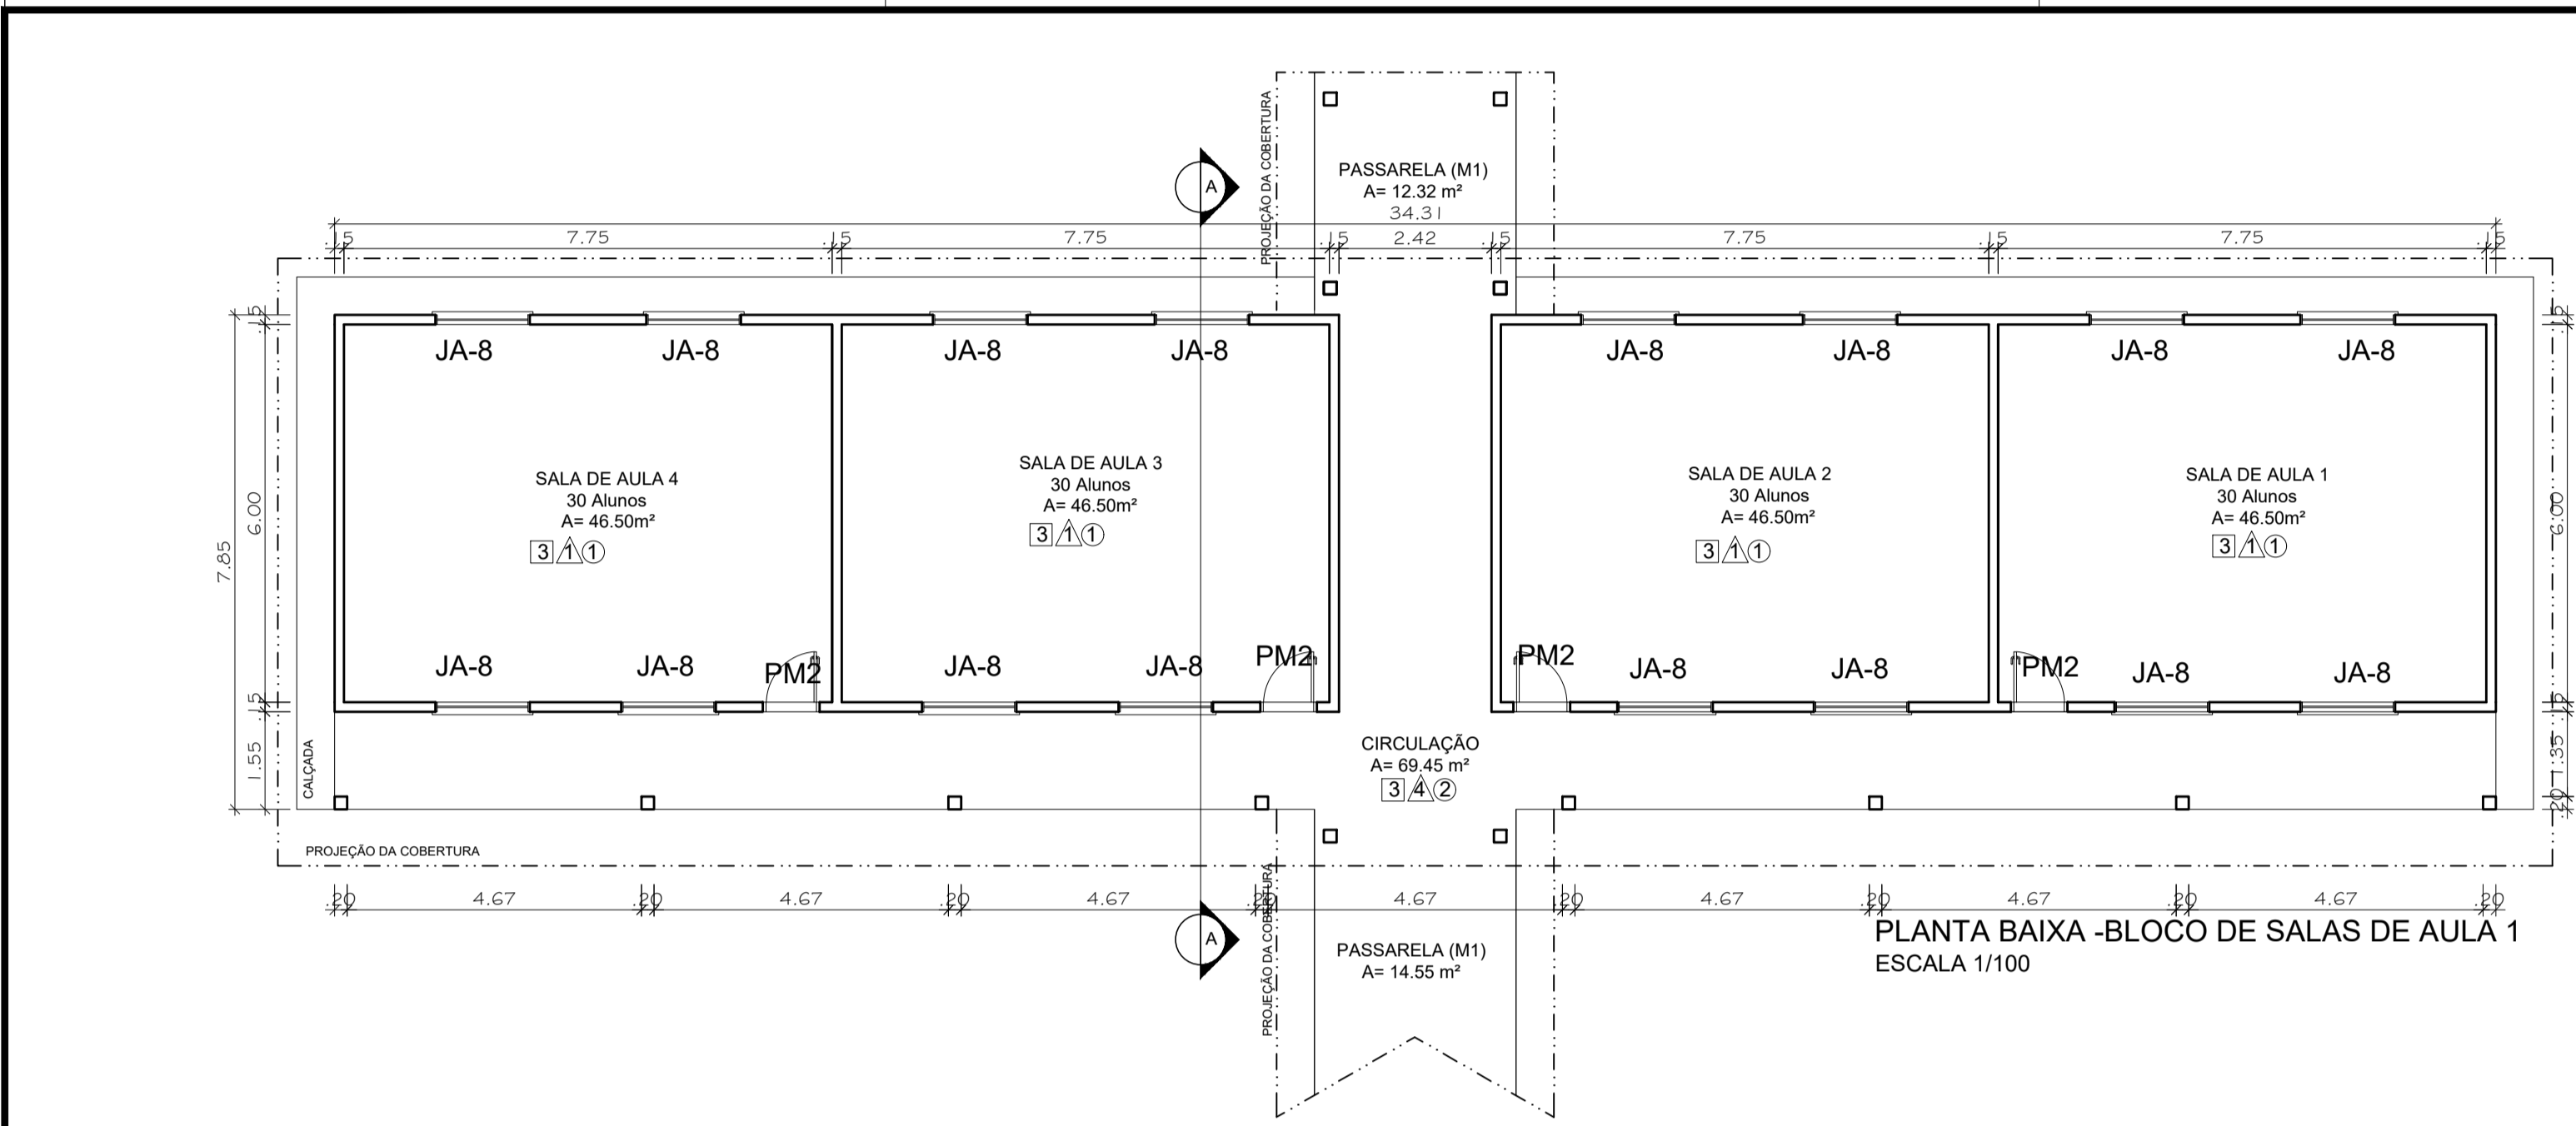 PROJEÇÃO DA COBERTURA
PASSARELA (M1)
A= 12.32 m²
A
34.31
.15 7.75 .15 7.75 .15 2.42 .15 7.75 .15 7.75 .15
JA-8 JA-8 JA-8 JA-8 JA-8 JA-8 JA-8 JA-8
SALA DE AULA 4
30 Alunos
A= 46.50m²
3 1 1
SALA DE AULA 3
30 Alunos
A= 46.50m²
3 1 1
SALA DE AULA 2
30 Alunos
A= 46.50m²
3 1 1
SALA DE AULA 1
30 Alunos
A= 46.50m²
3 1 1
7.85
.15
6.00
.15
1.55
.15
6.00
.15
1.35
.20
JA-8 JA-8 PM2 JA-8 JA-8 PM2 PM2 JA-8 JA-8 PM2 JA-8 JA-8
CALÇADA
CIRCULAÇÃO
A= 69.45 m²
3 4 2
PROJEÇÃO DA COBERTURA
.20 4.67 .20 4.67 .20 4.67 .20 4.67 .20 4.67 .20 4.67 .20 4.67 .20
PROJEÇÃO DA COBERTURA
A
PASSARELA (M1)
A= 14.55 m²
PLANTA BAIXA -BLOCO DE SALAS DE AULA 1
ESCALA 1/100